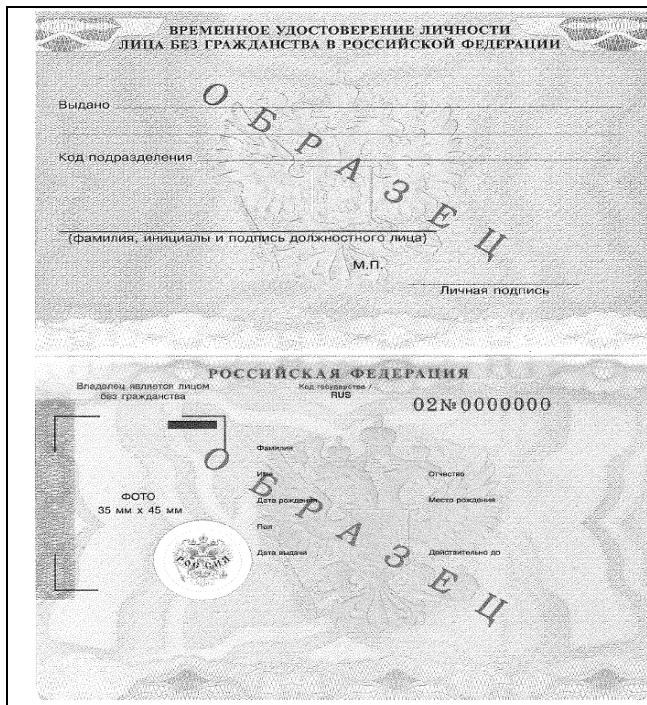 ВРЕМЕННОЕ УДОСТОВЕРЕНИЕ ЛИЧНОСТИ
ЛИЦА БЕЗ ГРАЖДАНСТВА В РОССИЙСКОЙ ФЕДЕРАЦИИ
Выдано
Код подразделения
ОБРАЗЕЦ
(фамилия, инициалы и подпись должностного лица)
М.П.
Личная подпись
РОССИЙСКАЯ ФЕДЕРАЦИЯ
Владелец является лицом
без гражданства
Код государства /
RUS
02№0000000
Фамилия
Имя Отчество
Дата рождения Место рождения
Пол
Дата выдачи Действительно до
ФОТО
35 мм x 45 мм
РОССИЯ
ОБРАЗЕЦ